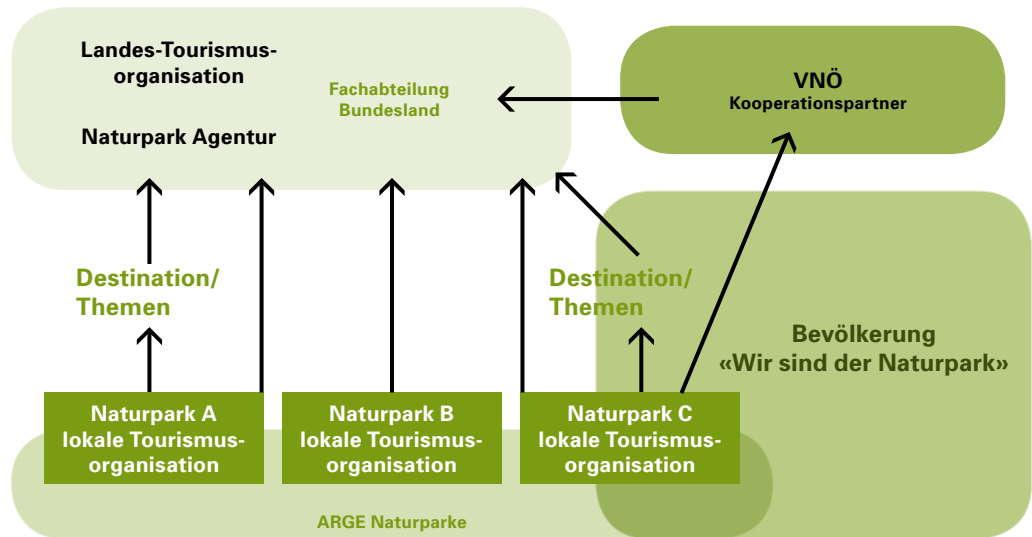 Landes-Tourismus-
organisation
Fachabteilung
Bundesland
Naturpark Agentur
VNÖ
Kooperationspartner
Destination/
Themen
Destination/
Themen
Bevölkerung
«Wir sind der Naturpark»
Naturpark A
lokale Tourismus-
organisation
Naturpark B
lokale Tourismus-
organisation
Naturpark C
lokale Tourismus-
organisation
ARGE Naturparke